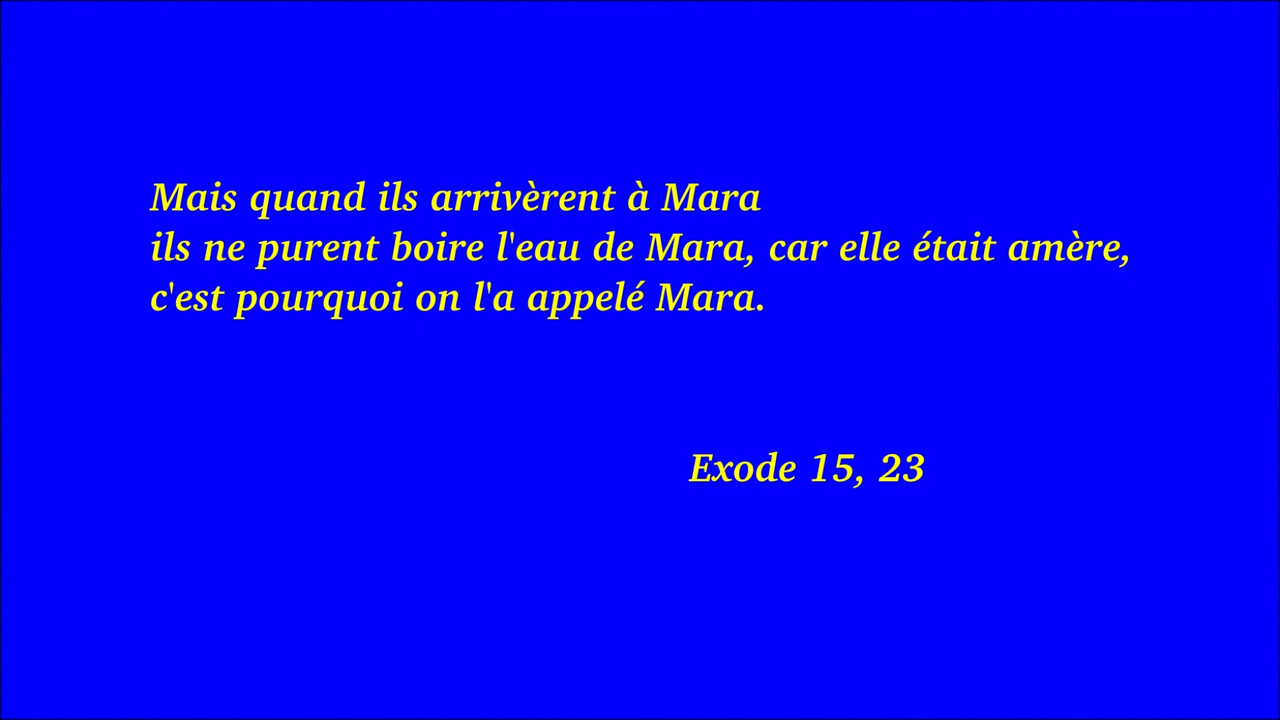 Mais quand ils arrivèrent à Mara
ils ne purent boire l'eau de Mara, car elle était amère,
c'est pourquoi on l'a appelé Mara.
Exode 15, 23